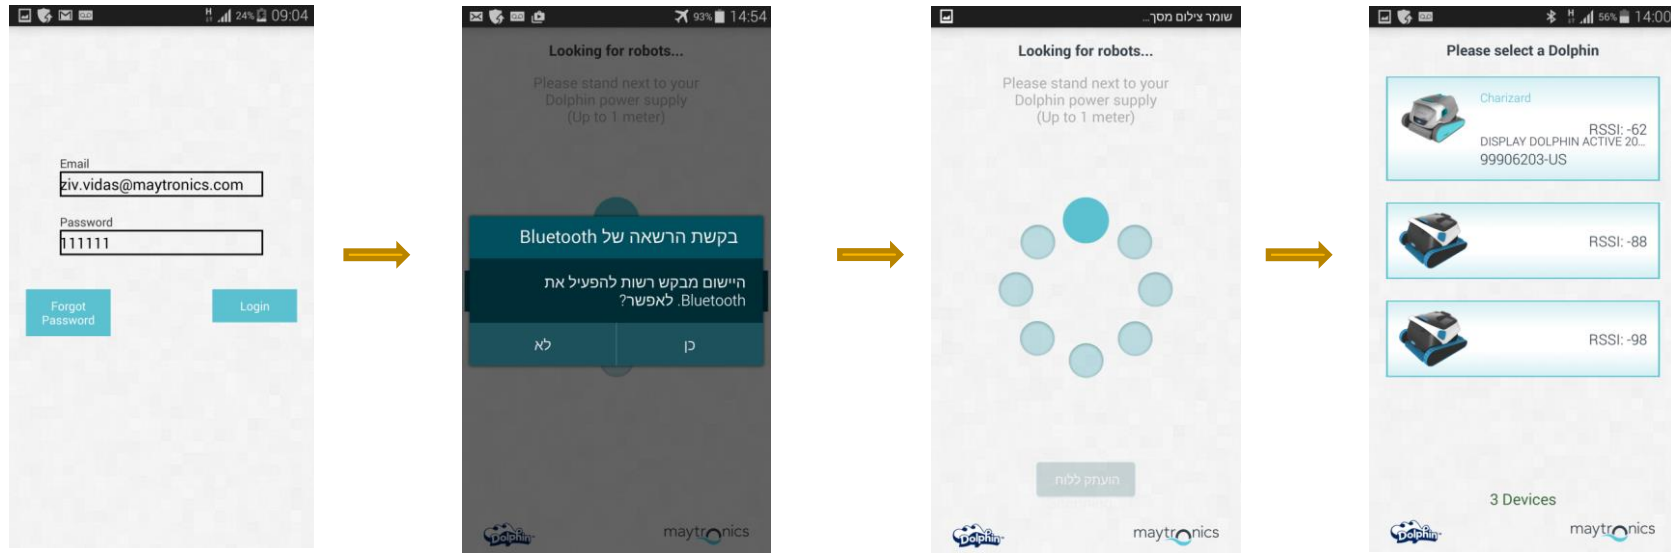 24% 09:04
Email
ziv.vidas@maytronics.com
Password
111111
Forgot
Password
Login
93% 14:54
Looking for robots...
Please stand next to your
Dolphin power supply
(Up to 1 meter)
בקשת הרשאה של Bluetooth
היישום מבקש רשות להפעיל את
Bluetooth. לאפשר?
לא
כן
Dolphin
maytronics
שומר צילום מסך...
Looking for robots...
Please stand next to your
Dolphin power supply
(Up to 1 meter)
הועתק ללוח
Dolphin
maytronics
56% 14:00
Please select a Dolphin
Charizard
RSSI: -62
DISPLAY DOLPHIN ACTIVE 20...
99906203-US
RSSI: -88
RSSI: -98
3 Devices
Dolphin
maytronics